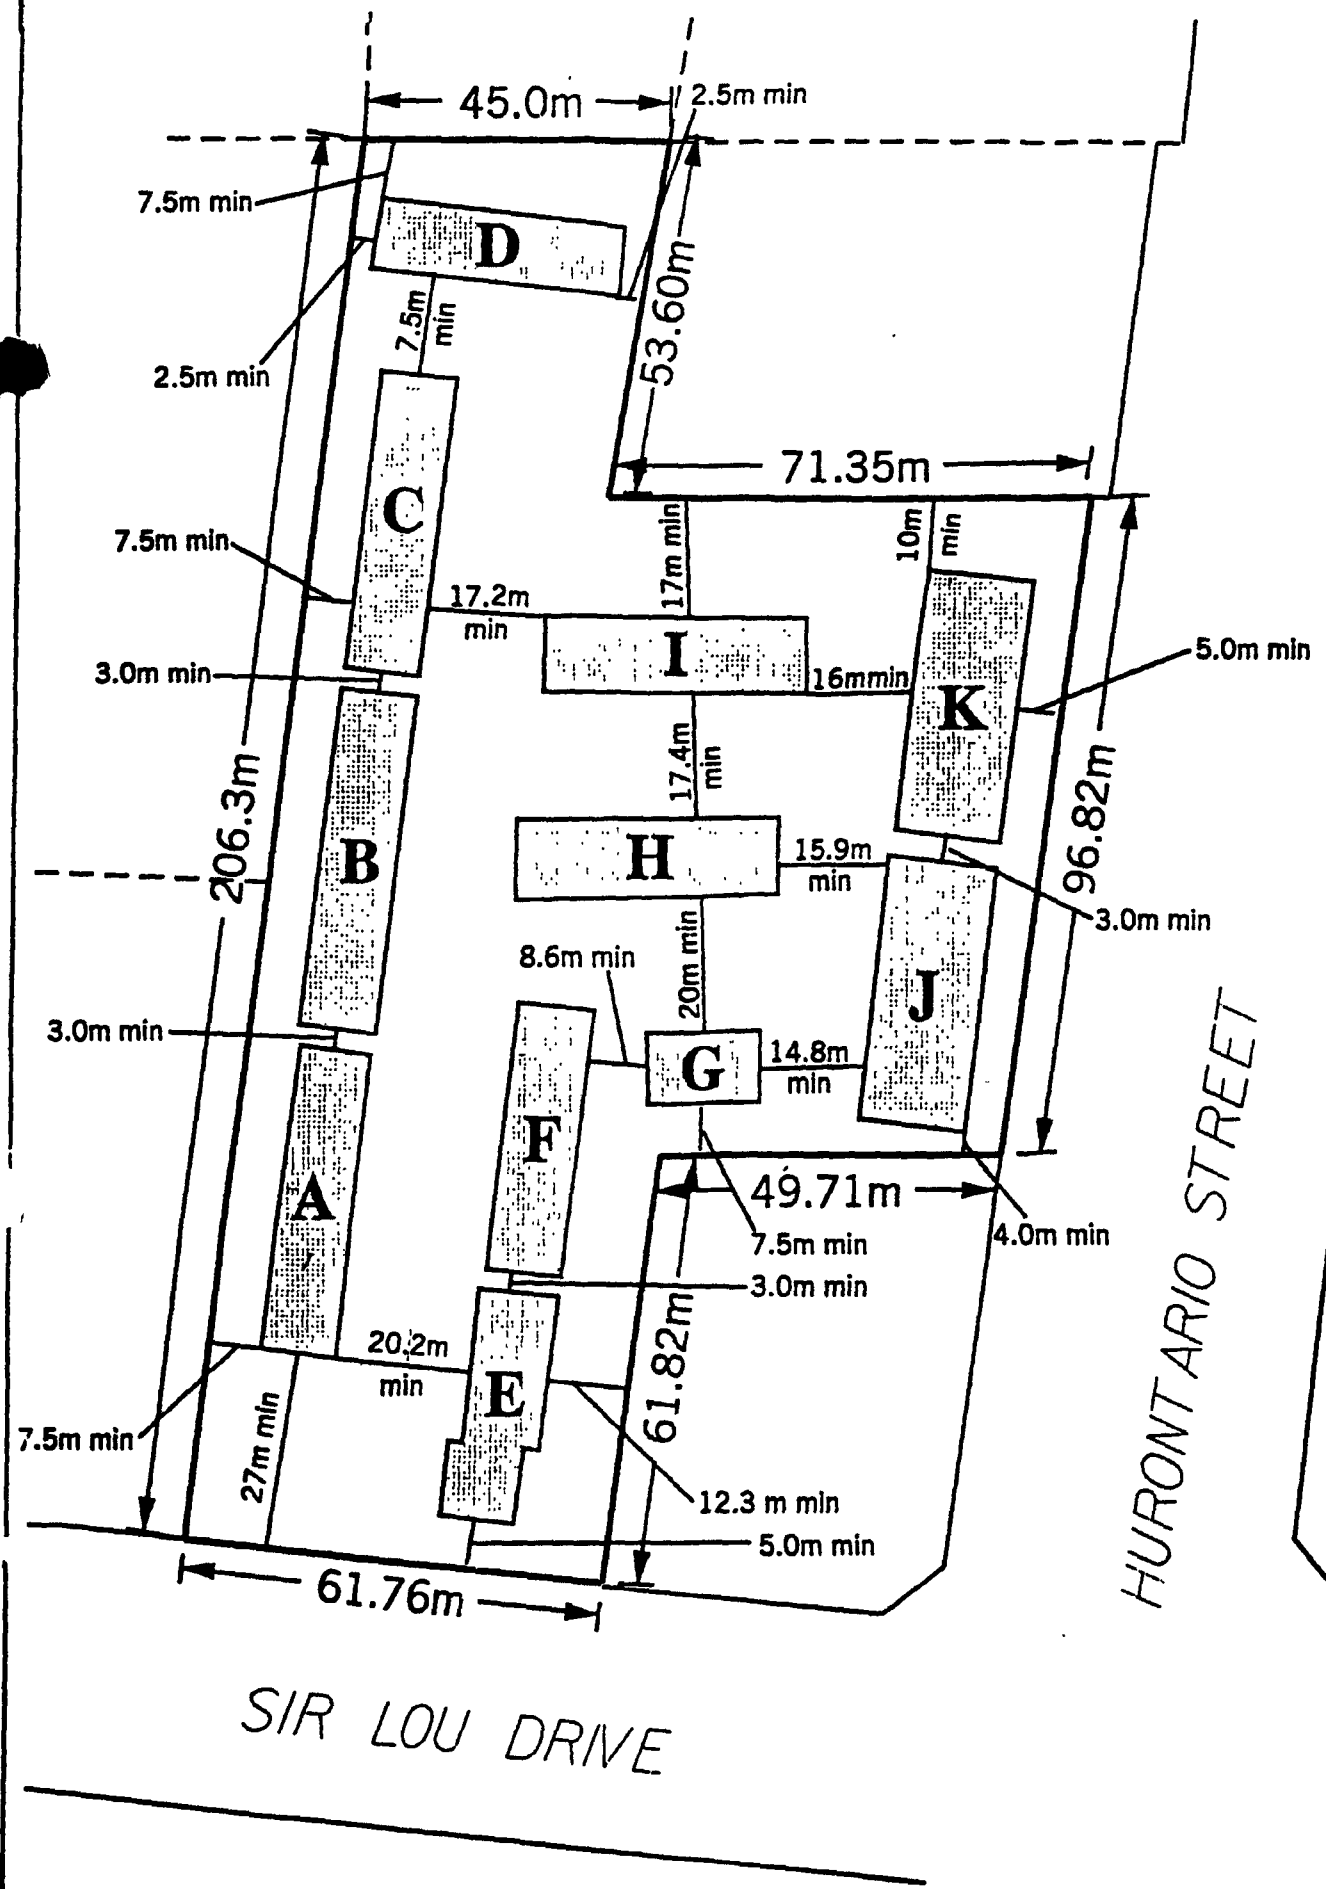 45.0m
2.5m min
7.5m min
D
53.60m
7.5m
min
2.5m min
71.35m
C
17m min
10m
min
7.5m min
17.2m
min
I
5.0m min
3.0m min
16mmin
K
17.4m
min
206.3m
96.82m
B
H
15.9m
min
3.0m min
8.6m min
20m min
J
3.0m min
G
14.8m
min
F
A
49.71m
7.5m min
4.0m min
3.0m min
HURONTARIO STREET
61.82m
20.2m
min
E
7.5m min
27m min
12.3 m min
5.0m min
61.76m
SIR LOU DRIVE